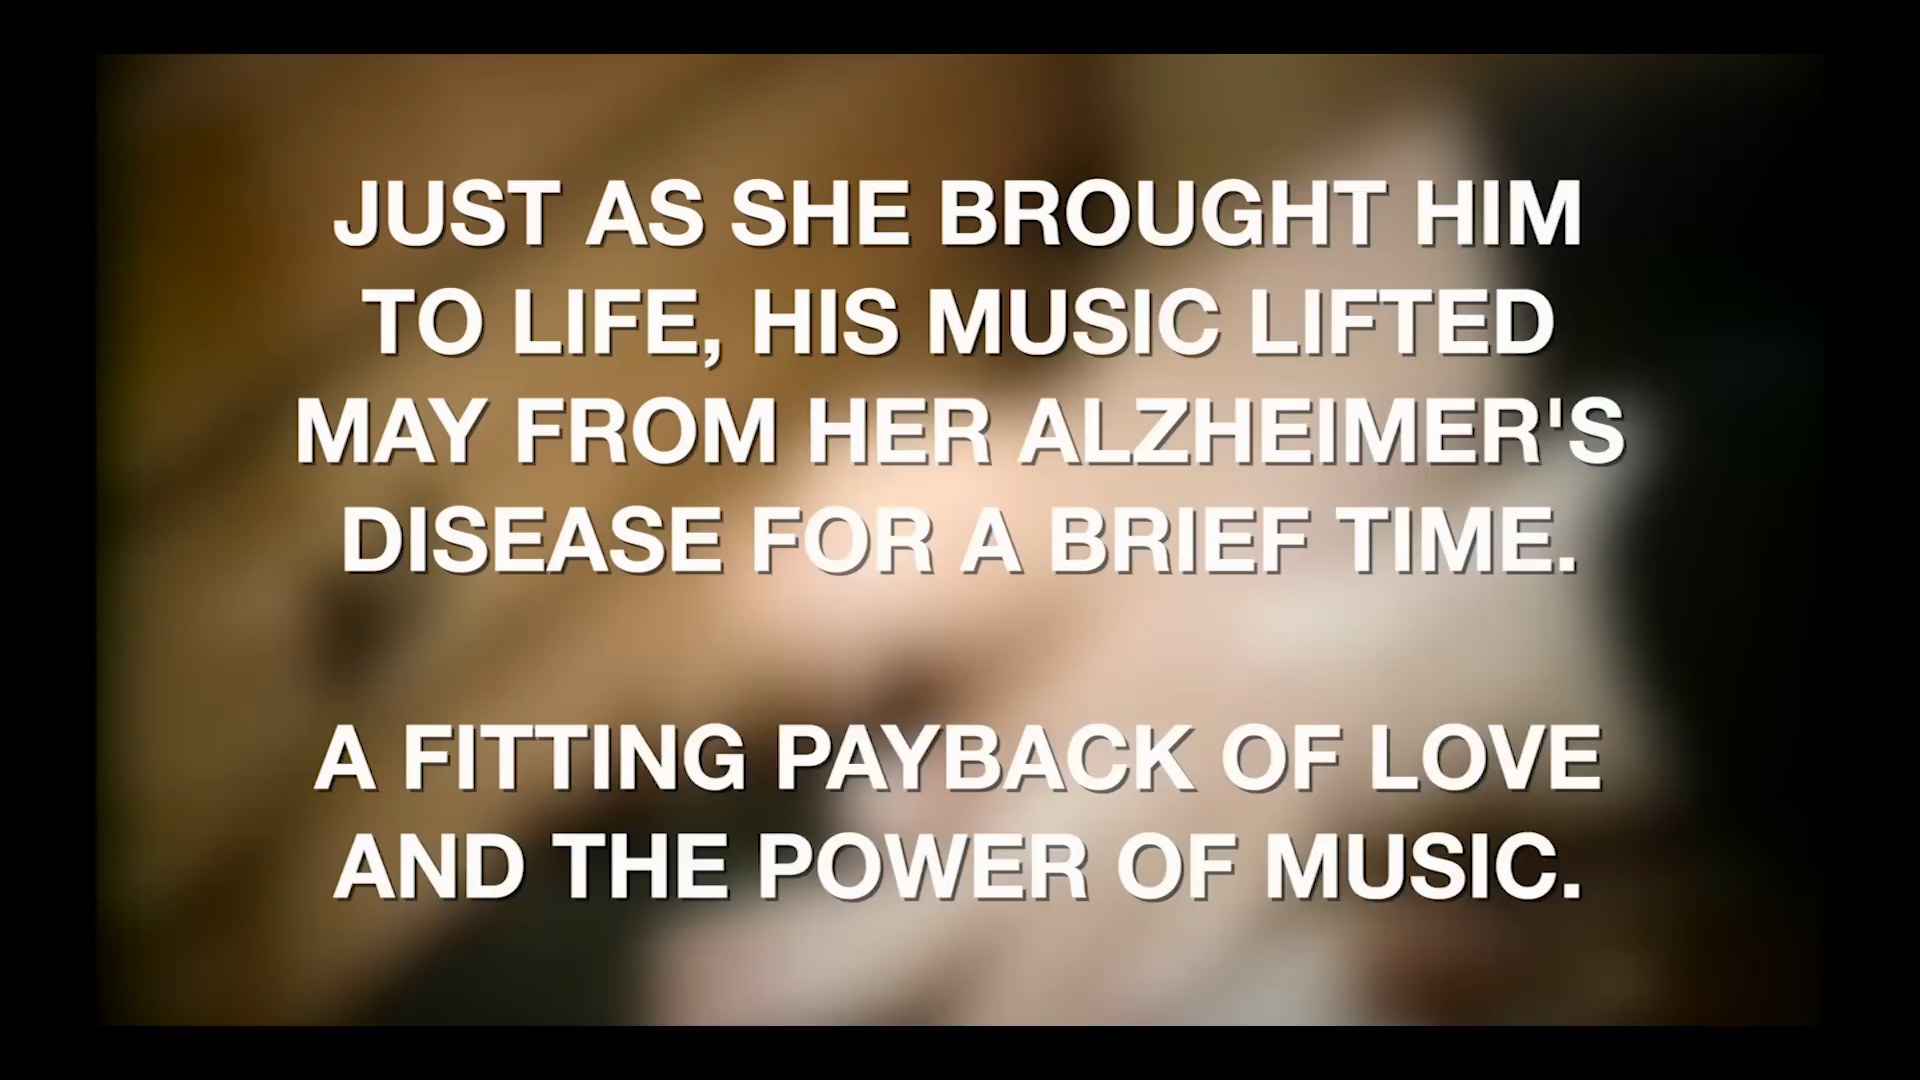 JUST AS SHE BROUGHT HIM
TO LIFE, HIS MUSIC LIFTED
MAY FROM HER ALZHEIMER'S
DISEASE FOR A BRIEF TIME.
A FITTING PAYBACK OF LOVE
AND THE POWER OF MUSIC.